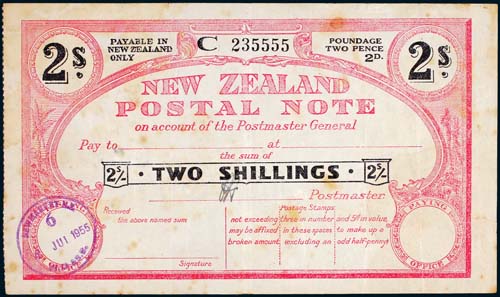 2s.
PAYABLE IN
NEW ZEALAND
ONLY
C 235555
POUNDAGE
TWO PENCE
2D.
2s.
NEW ZEALAND
POSTAL NOTE
on account of the Postmaster General
Pay to at
the sum of
2s/- · TWO SHILLINGS · 2s/-
Postmaster
Received
the above named sum
Signature
Postage Stamps
not exceeding three in number and 5d in value,
may be affixed in these spaces to make up a
broken amount (excluding an odd halfpenny)
PAYING
OFFICE
6
JUL 1955